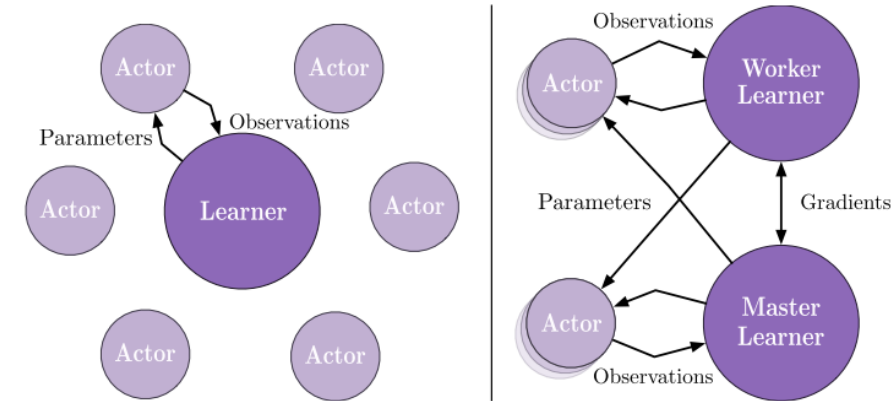 Actor
Actor
Parameters
Observations
Actor
Learner
Actor
Actor
Actor
Observations
Actor
Worker
Learner
Parameters
Gradients
Actor
Master
Learner
Observations